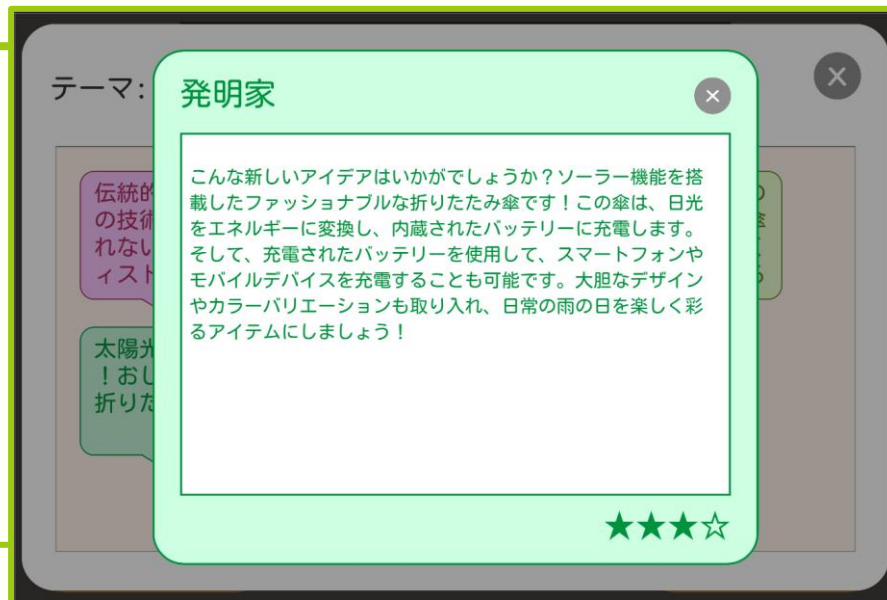 テーマ:
発明家
こんな新しいアイデアはいかがでしょうか？ソーラー機能を搭
載したファッショナブルな折りたたみ傘です！この傘は、日光
をエネルギーに変換し、内蔵されたバッテリーに充電します。
そして、充電されたバッテリーを使用して、スマートフォンや
モバイルデバイスを充電することも可能です。大胆なデザイン
やカラーバリエーションも取り入れ、日常の雨の日を楽しく彩
るアイテムにしましょう！
★★★☆
伝統的
の技術
れない
ィスト
太陽光
！おし
折りた